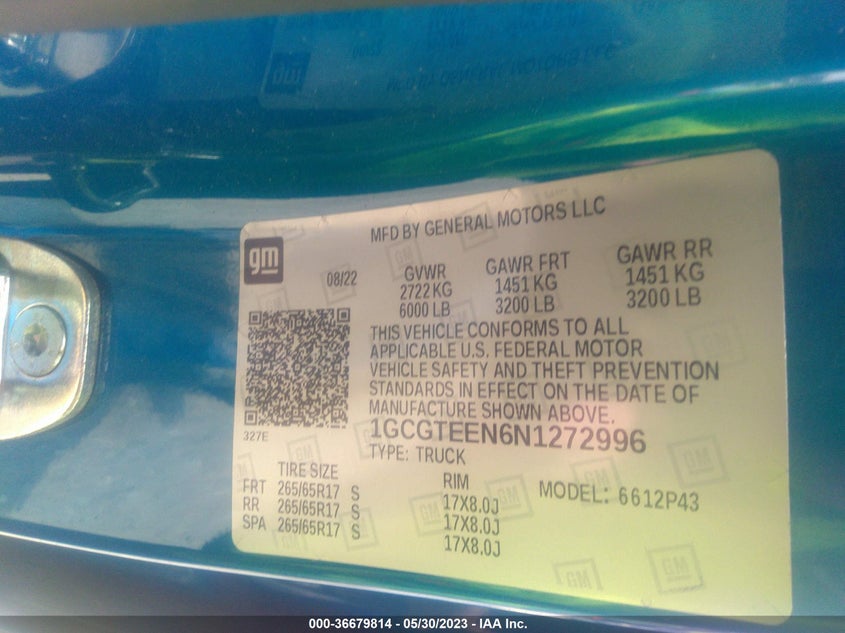 MFD BY GENERAL MOTORS LLC
gm
08/22
GVWR GAWR FRT GAWR RR
2722 KG 1451 KG 1451 KG
6000 LB 3200 LB 3200 LB
THIS VEHICLE CONFORMS TO ALL
APPLICABLE U.S. FEDERAL MOTOR
VEHICLE SAFETY AND THEFT PREVENTION
STANDARDS IN EFFECT ON THE DATE OF
MANUFACTURE SHOWN ABOVE.
327E
1GCGTEEN6N1272996
TYPE: TRUCK
TIRE SIZE RIM MODEL: 6612P43
FRT 265/65R17 S 17X8.0J
RR 265/65R17 S 17X8.0J
SPA 265/65R17 S 17X8.0J
000-36679814 - 05/30/2023 - IAA Inc.